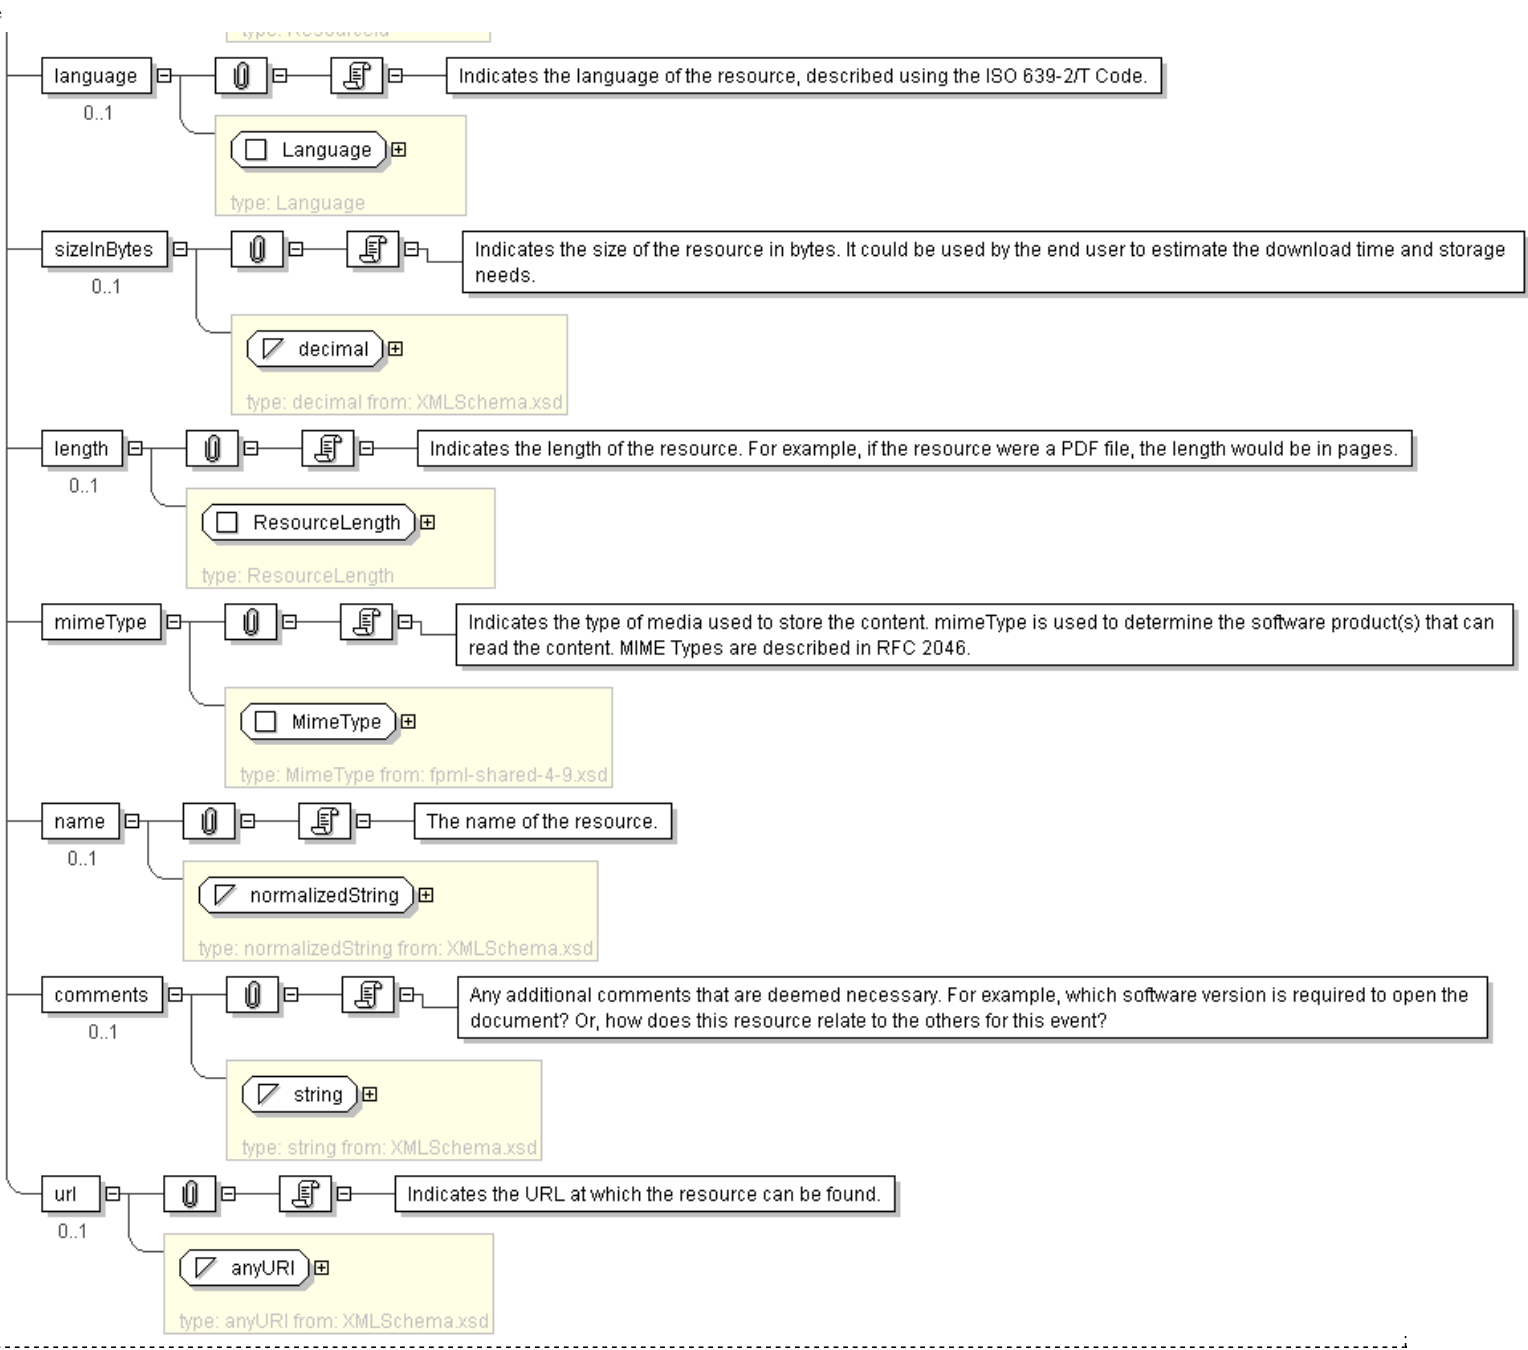 language
Indicates the language of the resource, described using the ISO 639-2/T Code.
0..1
Language
type: Language
sizeInBytes
Indicates the size of the resource in bytes. It could be used by the end user to estimate the download time and storage
needs.
0..1
decimal
type: decimal from: XMLSchema.xsd
length
Indicates the length of the resource. For example, if the resource were a PDF file, the length would be in pages.
0..1
ResourceLength
type: ResourceLength
mimeType
Indicates the type of media used to store the content. mimeType is used to determine the software product(s) that can
read the content. MIME Types are described in RFC 2046.
MimeType
type: MimeType from: fpml-shared-4-9.xsd
name
The name of the resource.
0..1
normalizedString
type: normalizedString from: XMLSchema.xsd
comments
Any additional comments that are deemed necessary. For example, which software version is required to open the
document? Or, how does this resource relate to the others for this event?
0..1
string
type: string from: XMLSchema.xsd
url
Indicates the URL at which the resource can be found.
0..1
anyURI
type: anyURI from: XMLSchema.xsd